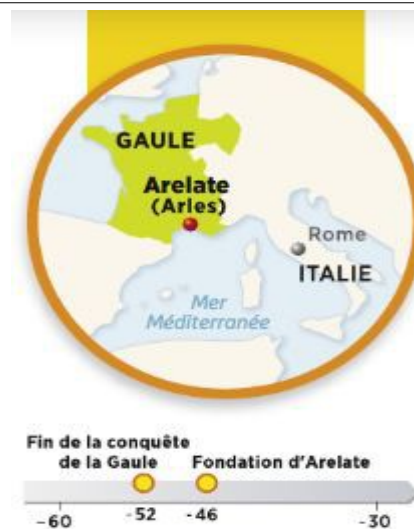 GAULE
Arelate
(Arles)
Rome
ITALIE
Mer
Méditerranée
Fin de la conquête
de la Gaule
Fondation d'Arelate
-60
-52
-46
-30